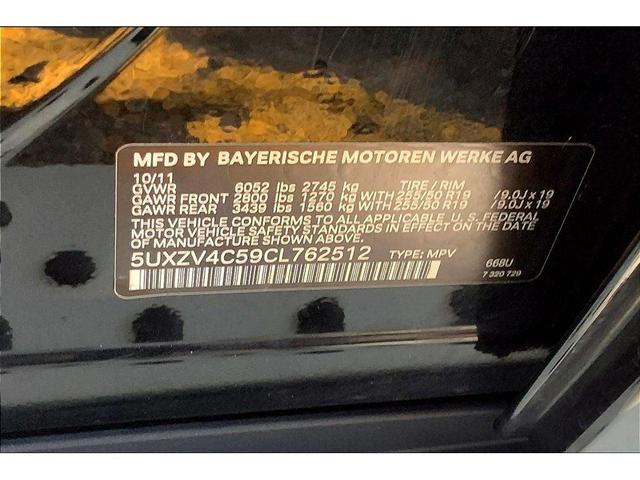 MFD BY BAYERISCHE MOTOREN WERKE AG
10/11
GVWR 6052 lbs 2745 kg TIRE / RIM
GAWR FRONT 2800 lbs 1270 kg WITH 255/50 R19 /9.0J x 19
GAWR REAR 3439 lbs 1560 kg WITH 255/50 R19 /9.0J x 19
THIS VEHICLE CONFORMS TO ALL APPLICABLE U.S. FEDERAL
MOTOR VEHICLE SAFETY STANDARDS IN EFFECT ON THE DATE
OF MANUFACTURE SHOWN ABOVE.
5UXZV4C59CL762512 TYPE: MPV
668U
7 320 729